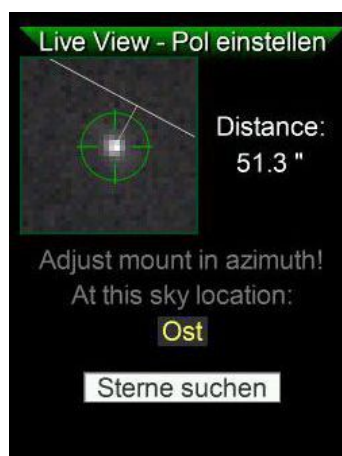 Live View - Pol einstellen
Distance:
51.3 "
Adjust mount in azimuth!
At this sky location:
Ost
Sterne suchen